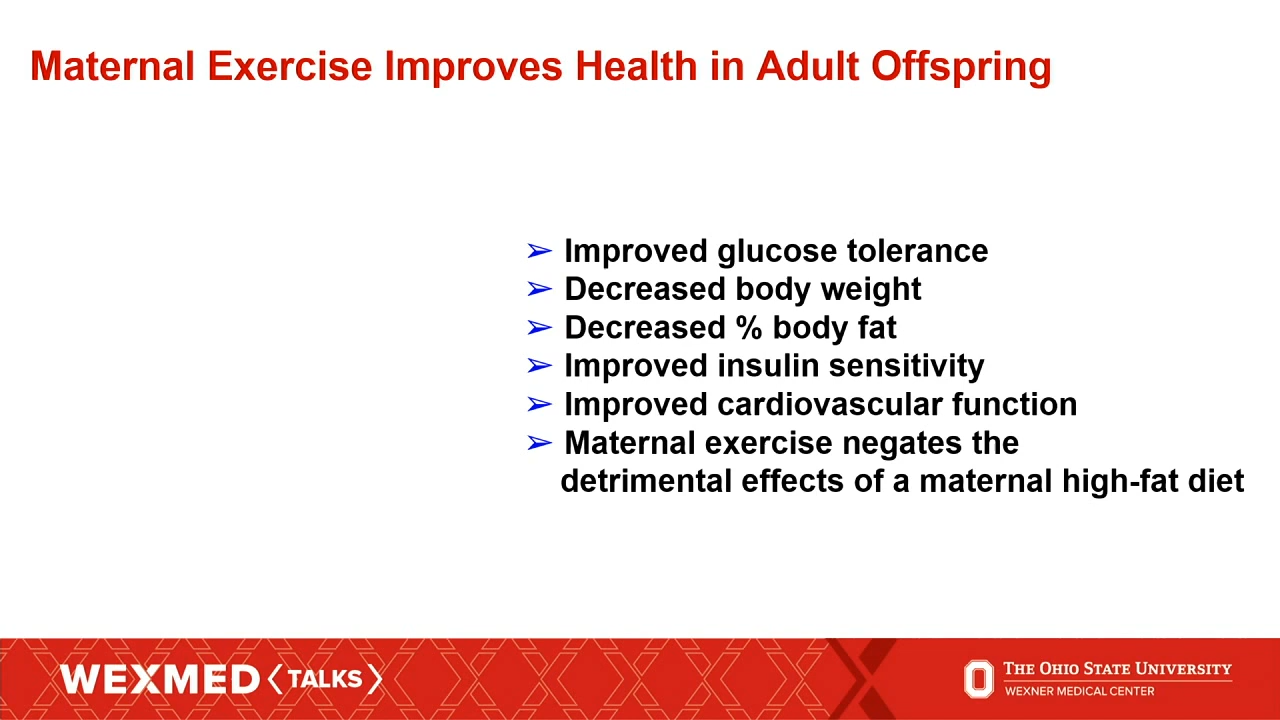 Maternal Exercise Improves Health in Adult Offspring
➢ Improved glucose tolerance
➢ Decreased body weight
➢ Decreased % body fat
➢ Improved insulin sensitivity
➢ Improved cardiovascular function
➢ Maternal exercise negates the
detrimental effects of a maternal high-fat diet
WEXMED TALKS
THE OHIO STATE UNIVERSITY
WEXNER MEDICAL CENTER